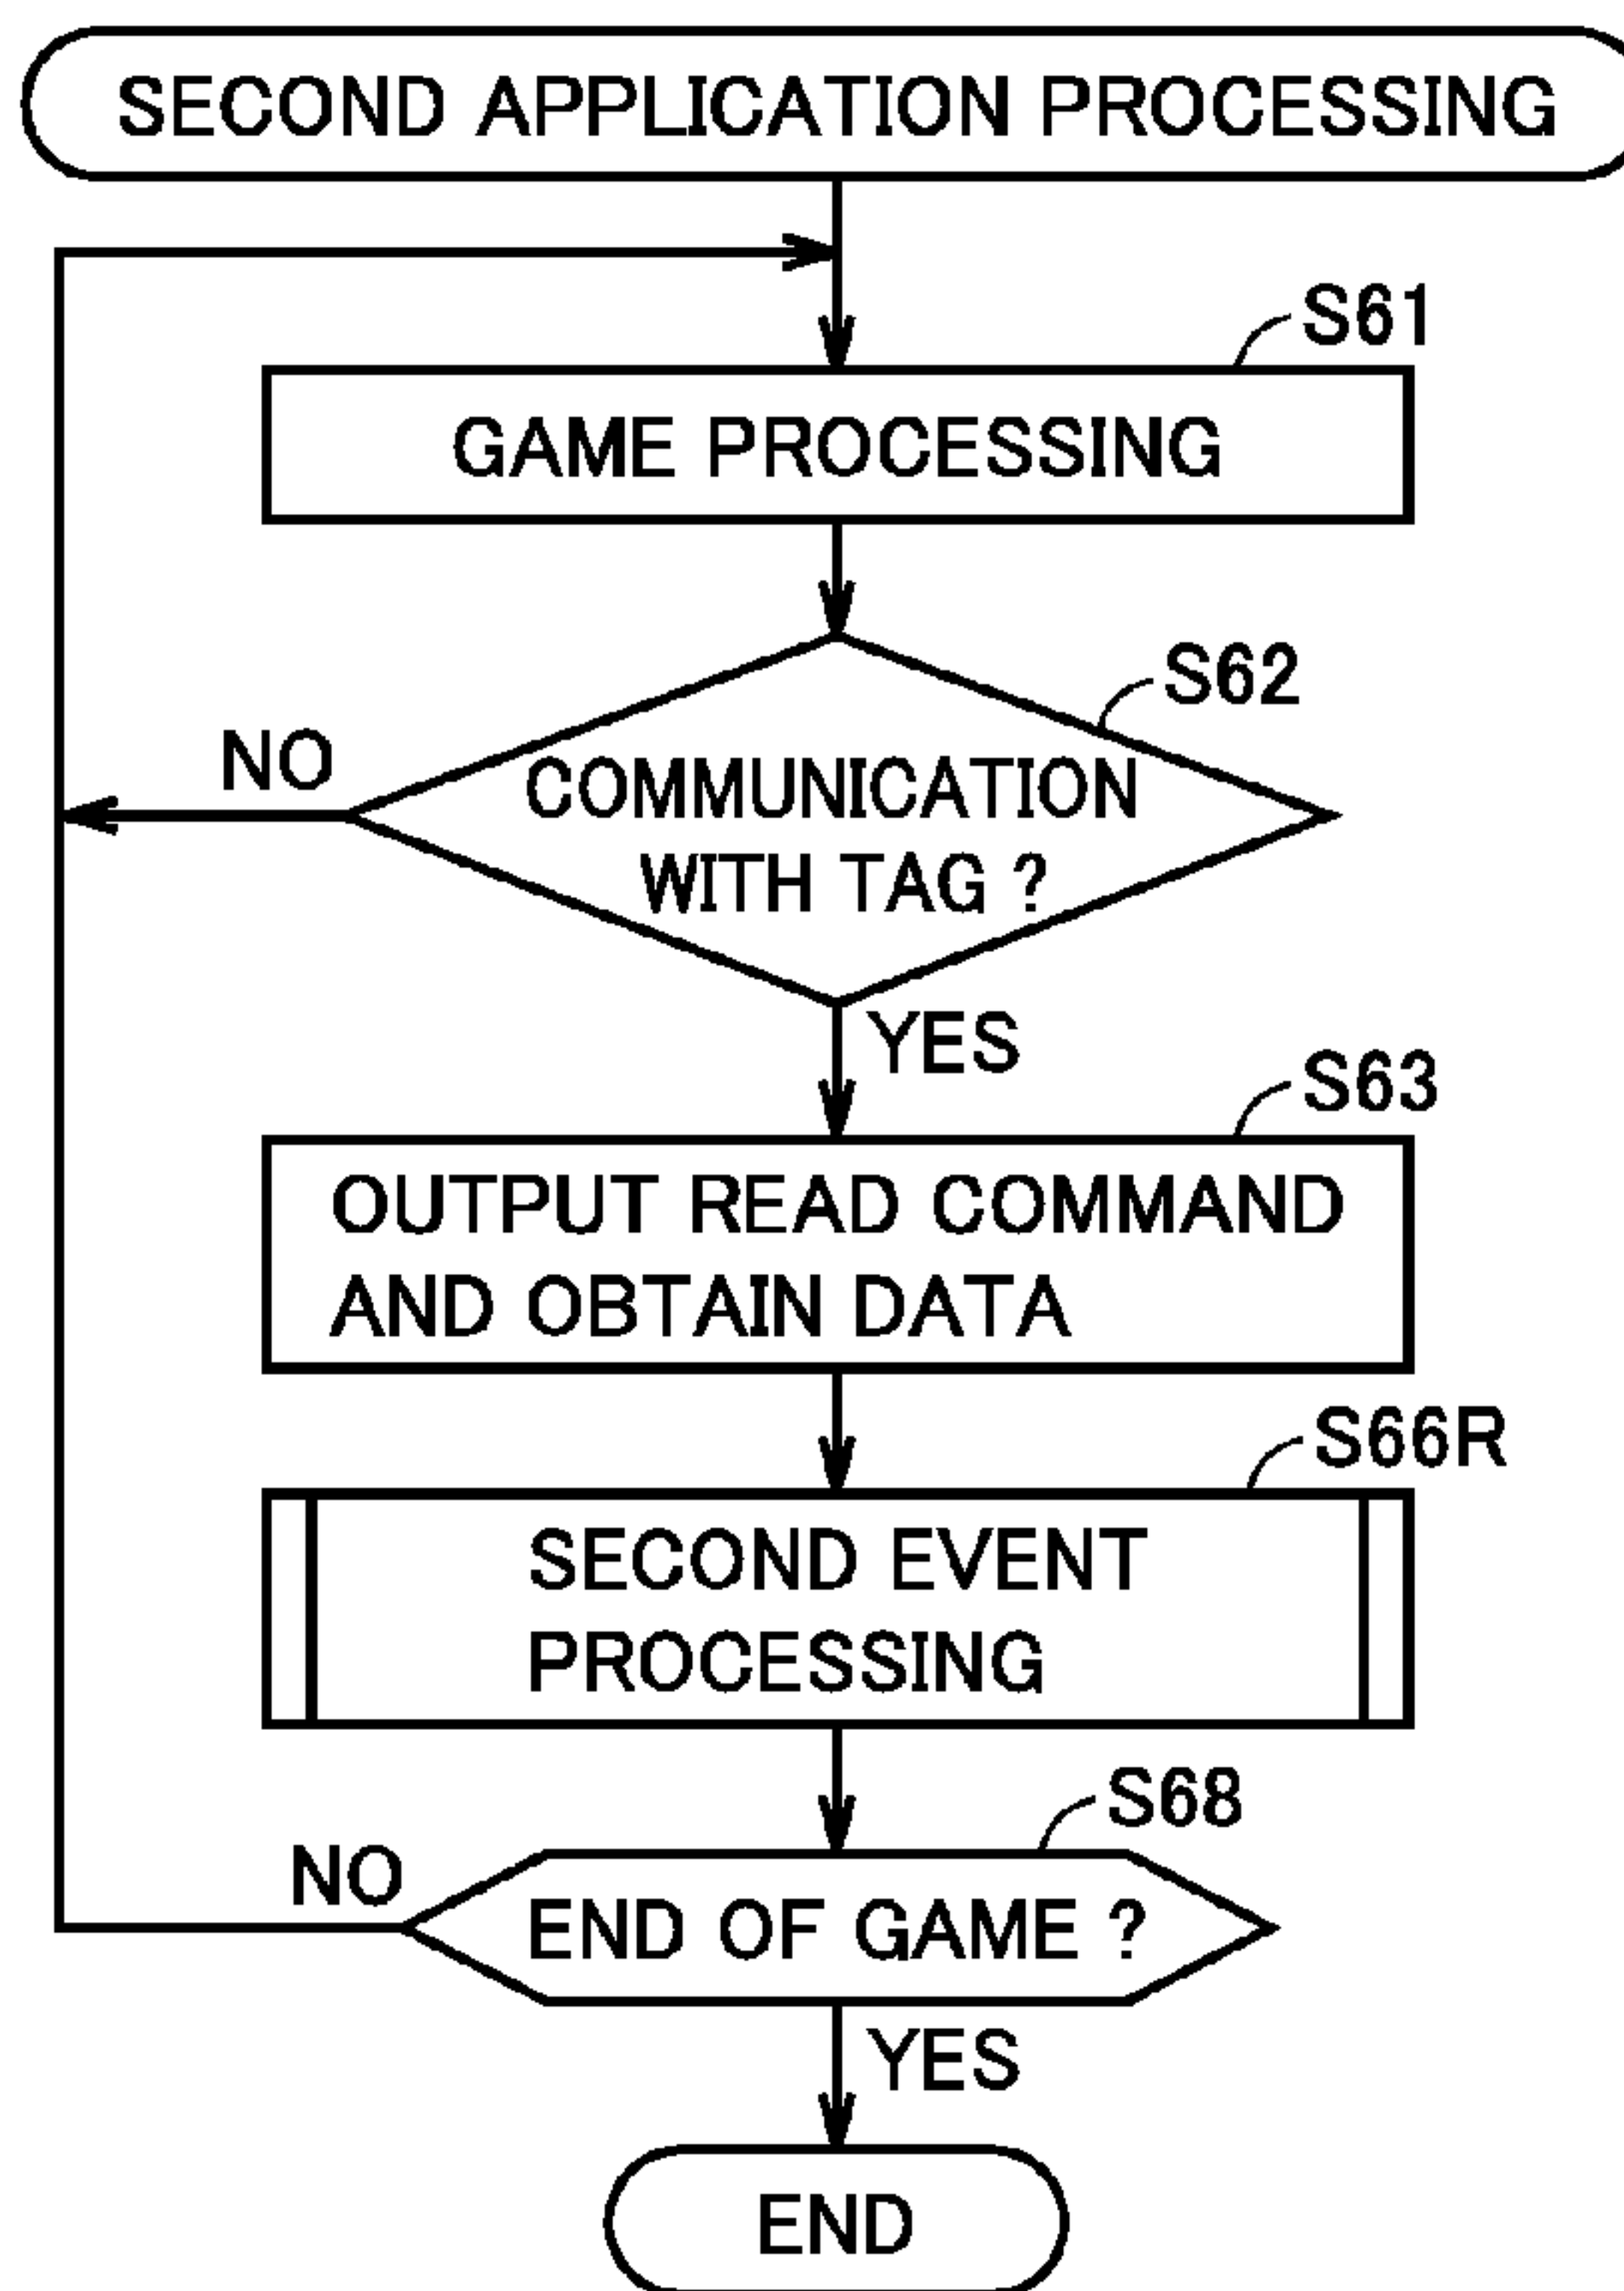 SECOND APPLICATION PROCESSING
S61
GAME PROCESSING
S62
NO
COMMUNICATION
WITH TAG ?
YES
S63
OUTPUT READ COMMAND
AND OBTAIN DATA
S66R
SECOND EVENT
PROCESSING
S68
NO
END OF GAME ?
YES
END